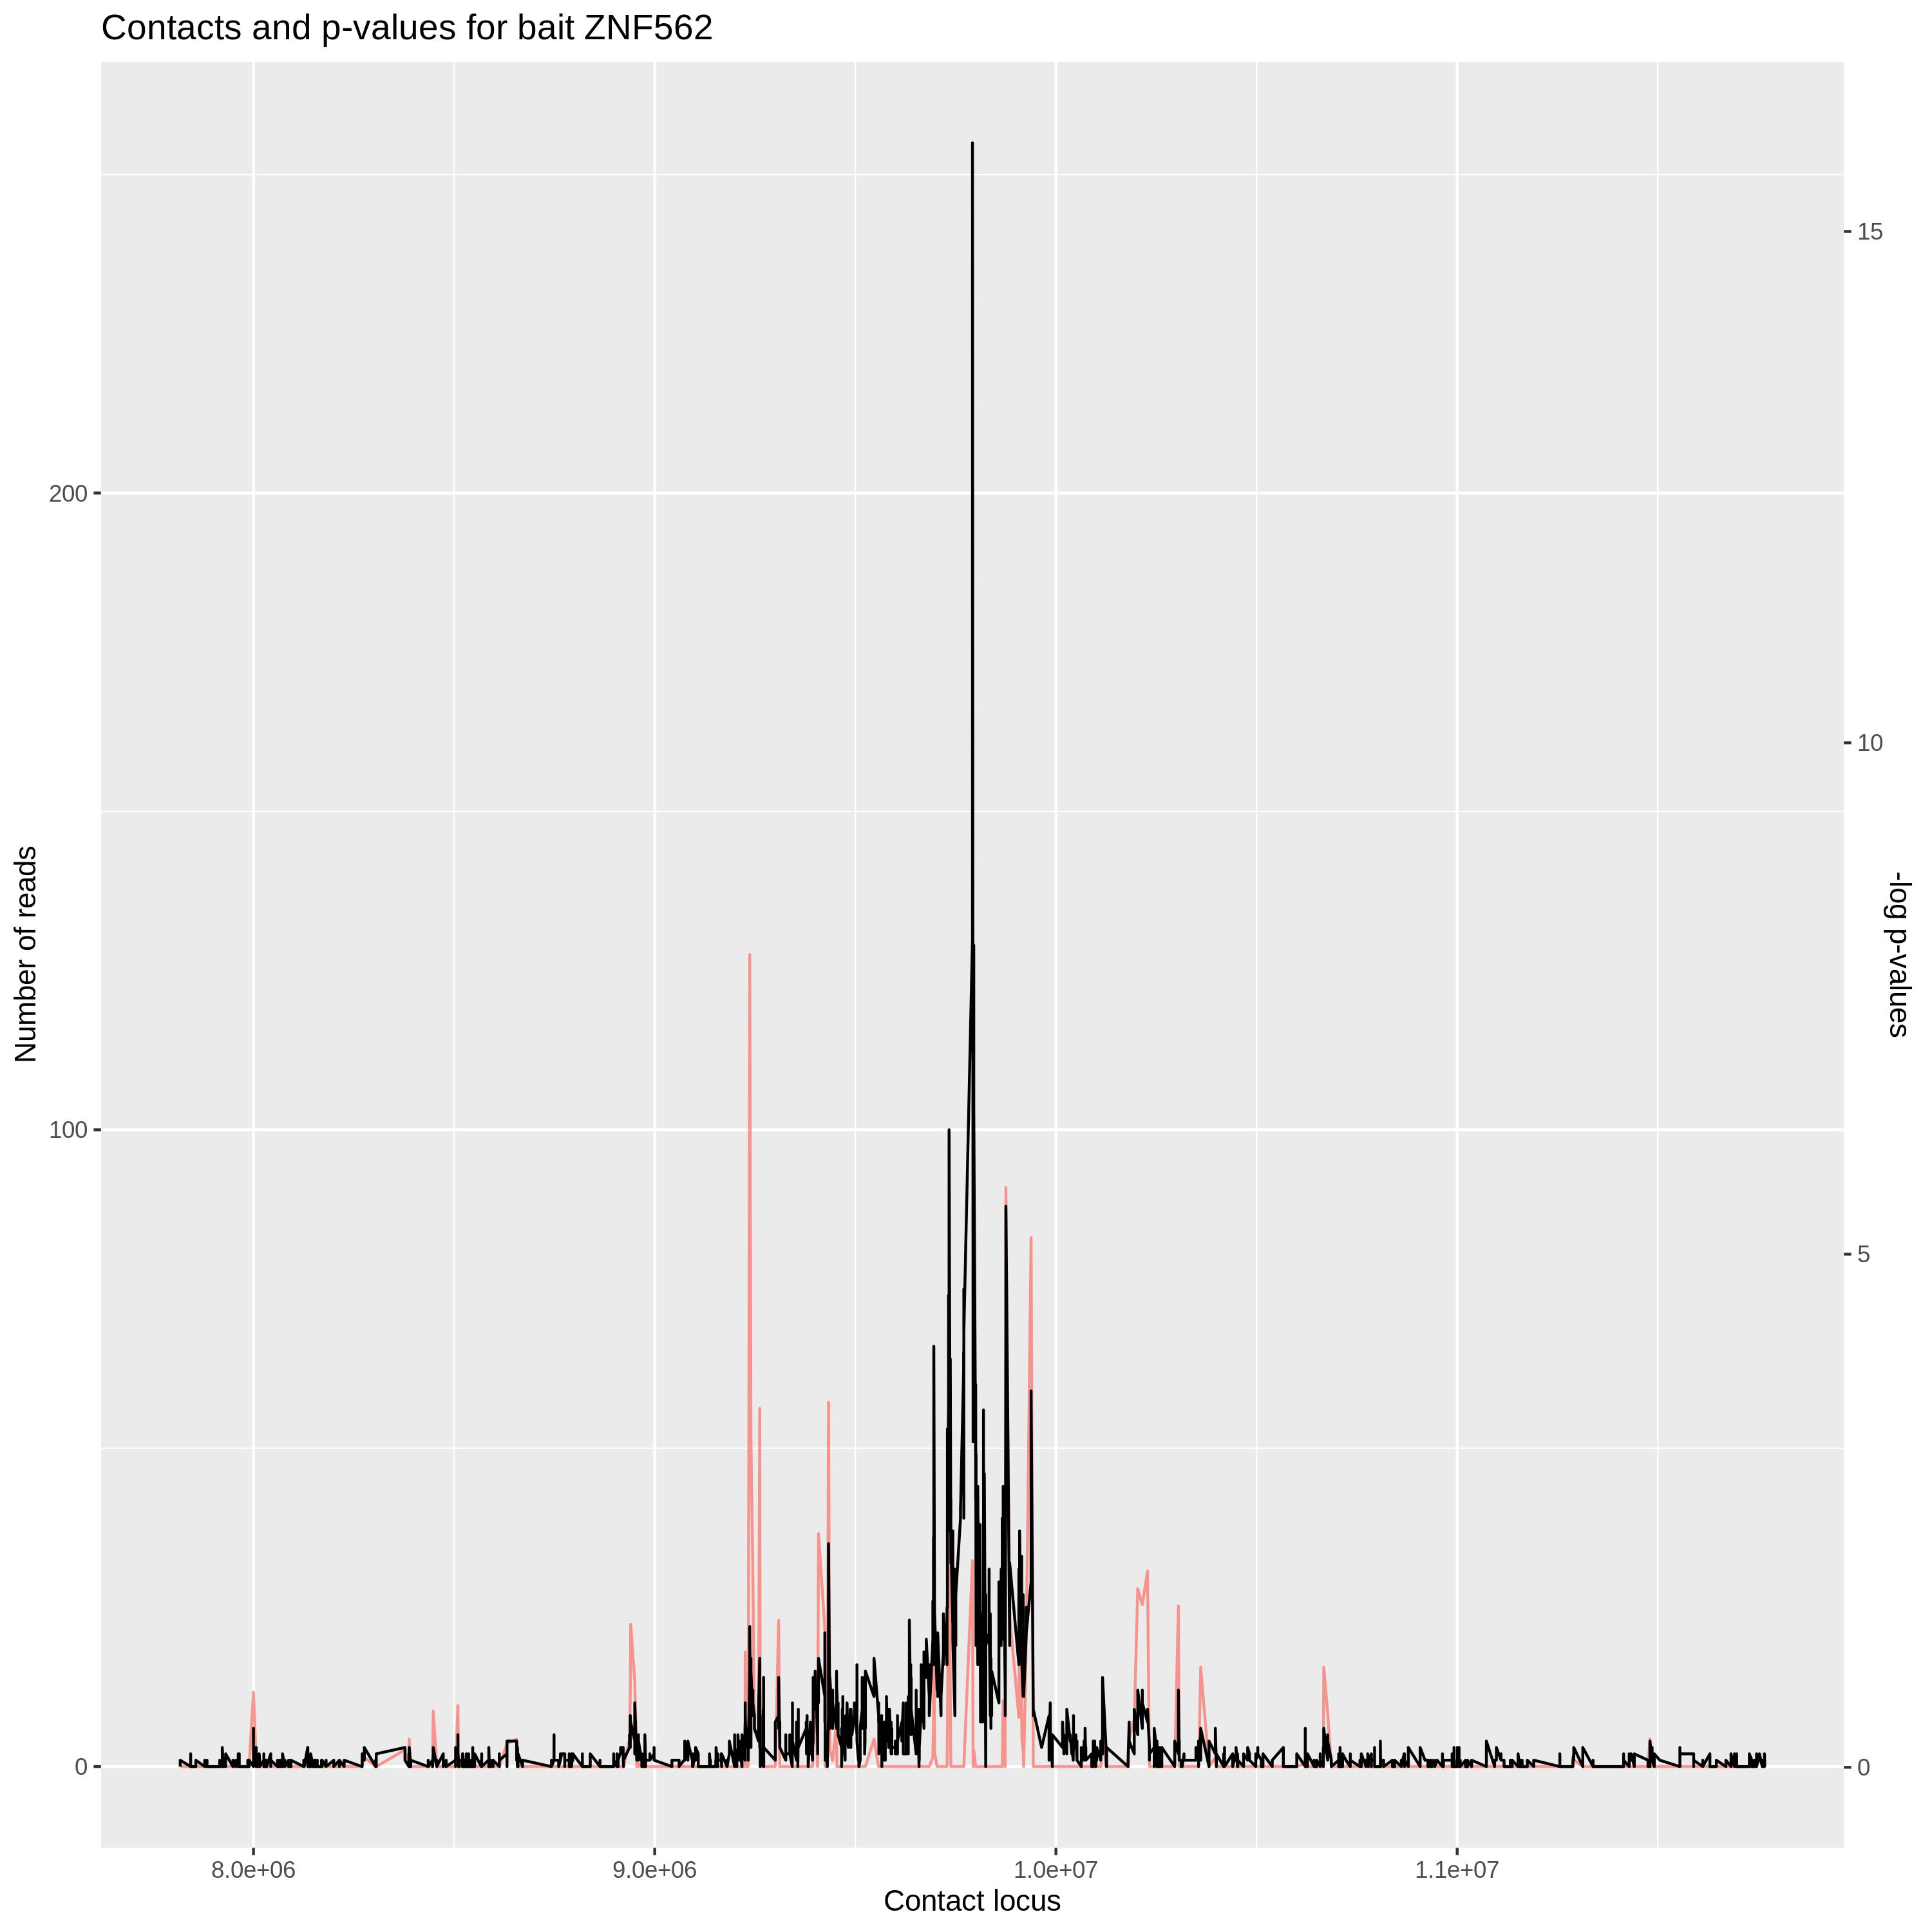 Contacts and p-values for bait ZNF562
Number of reads
200
100
0
15
10
5
0
-log p-values
8.0e+06
9.0e+06
1.0e+07
1.1e+07
Contact locus